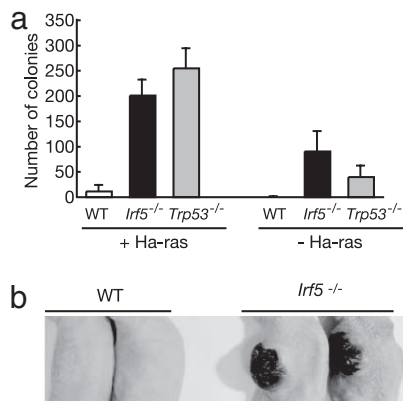 a
Number of colonies
350
300
250
200
150
100
50
0
WT Irf5-/- Trp53-/- WT Irf5-/- Trp53-/-
+ Ha-ras - Ha-ras
b
WT Irf5 -/-